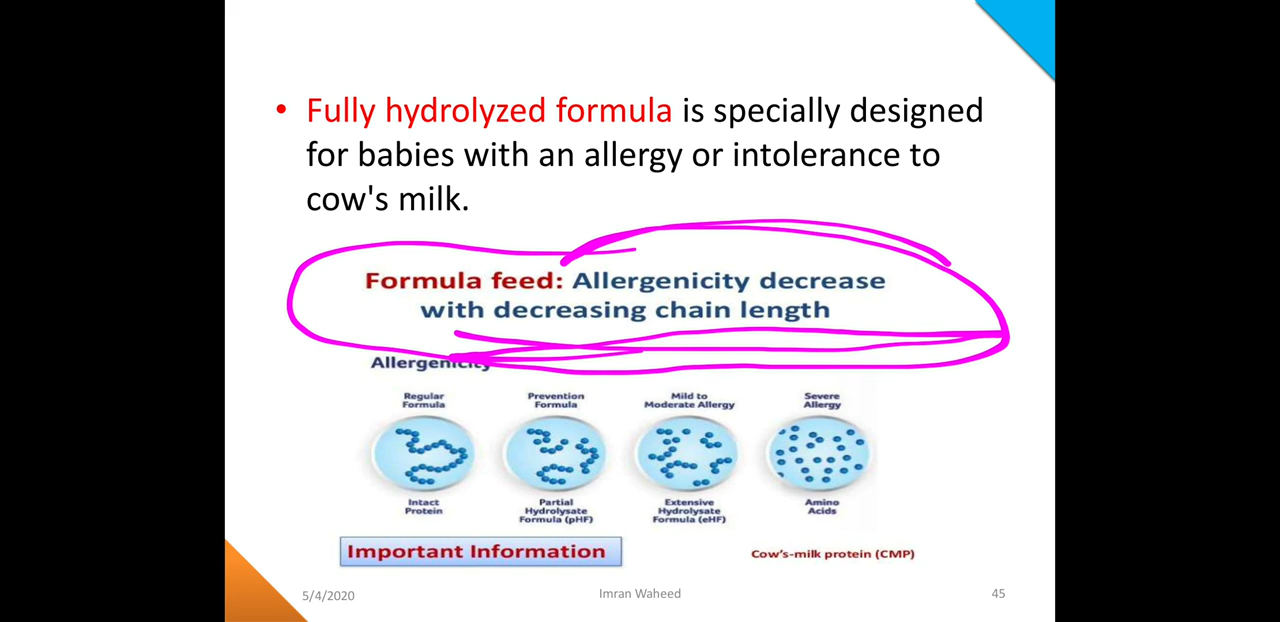 • Fully hydrolyzed formula is specially designed
for babies with an allergy or intolerance to
cow's milk.
Formula feed: Allergenicity decrease
with decreasing chain length
Allergenicity
Regular
Formula
Prevention
Formula
Mild to
Moderate Allergy
Severe
Allergy
Intact
Protein
Partial
Hydrolysate
Formula (pHF)
Extensive
Hydrolysate
Formula (eHF)
Amino
Acids
Important Information
Cow's-milk protein (CMP)
5/4/2020
Imran Waheed
45